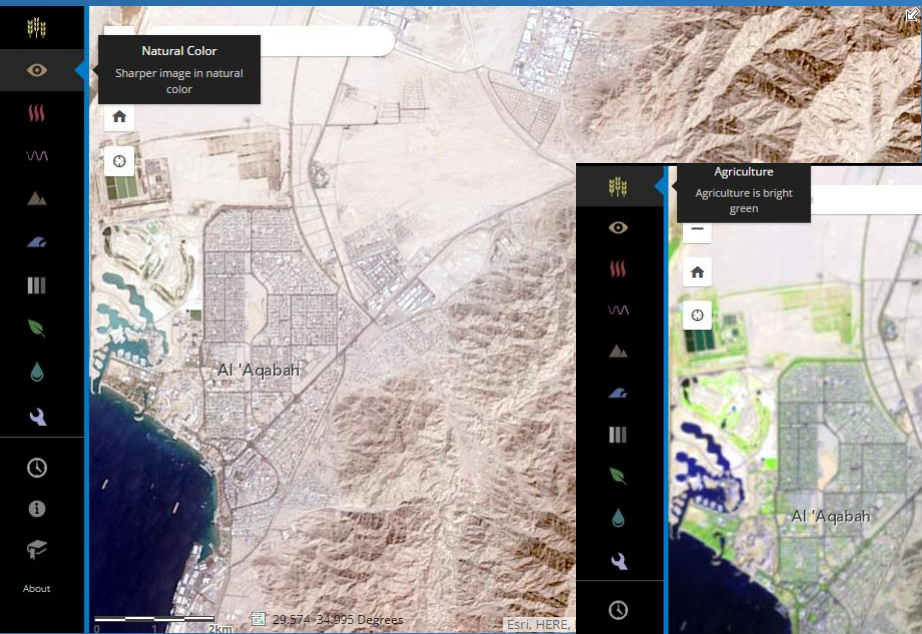 Natural Color
Sharper image in natural
color
Al 'Aqabah
About
0 1 2km
29.574 -34.995 Degrees
Esri, HERE,
Agriculture
Agriculture is bright
green
Al 'Aqabah